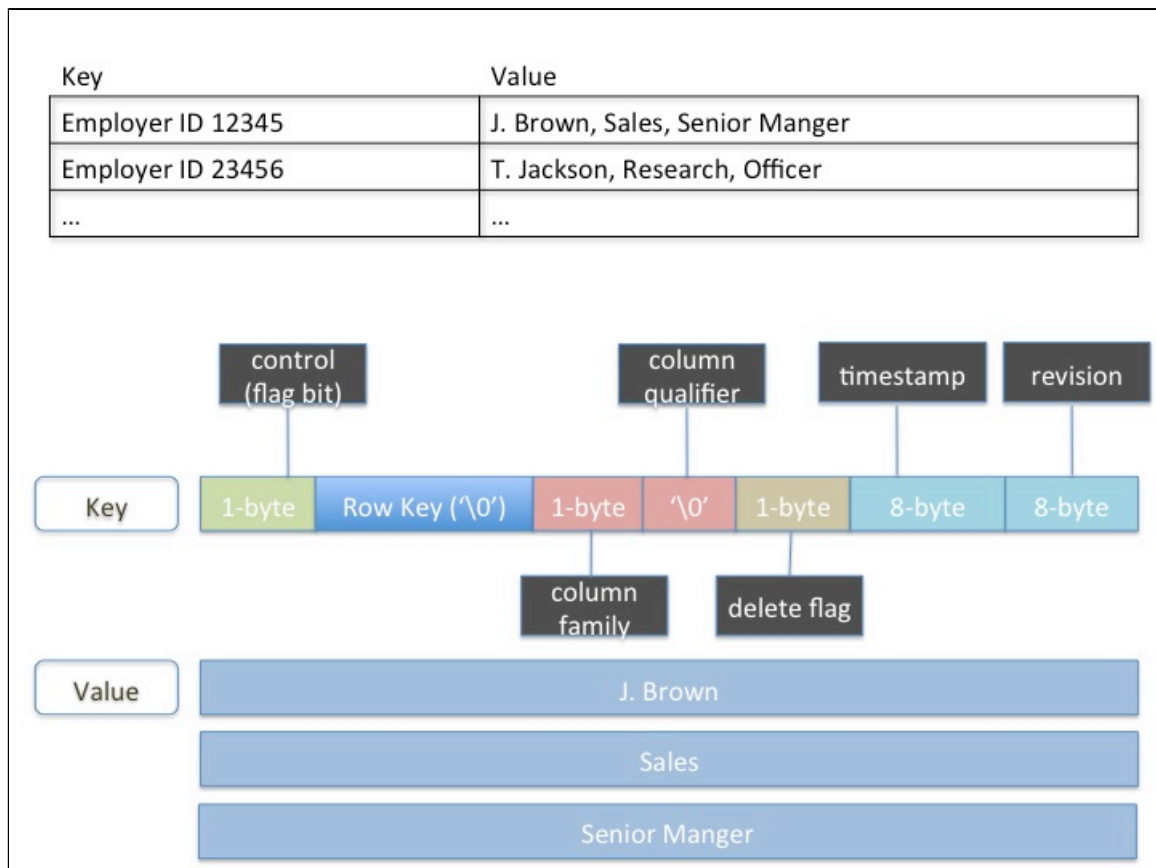 Key Value
Employer ID 12345 J. Brown, Sales, Senior Manger
Employer ID 23456 T. Jackson, Research, Officer
... ...
control
(flag bit)
column
qualifier
timestamp
revision
Key
1-byte
Row Key ('\0')
1-byte
'\0'
1-byte
8-byte
8-byte
column
family
delete flag
Value
J. Brown
Sales
Senior Manger